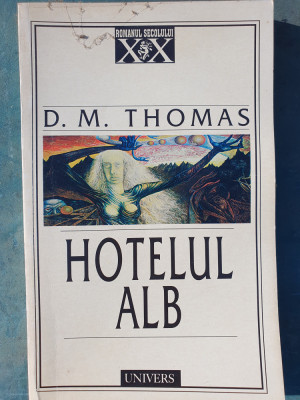 ROMANUL SECOLULUI
XX
D. M. THOMAS
HOTELUL
ALB
UNIVERS